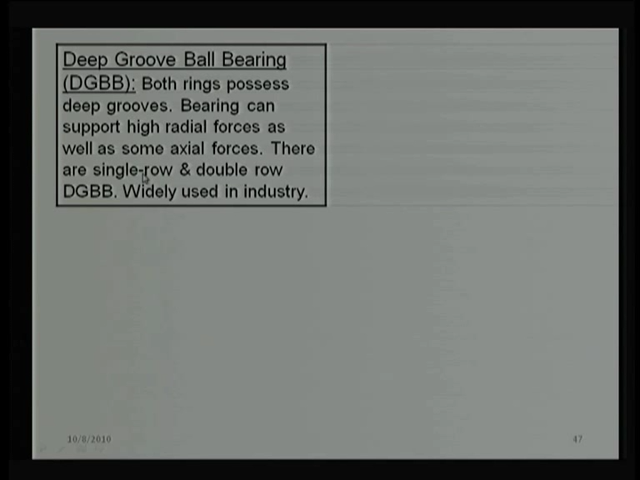 Deep Groove Ball Bearing
(DGBB): Both rings possess
deep grooves. Bearing can
support high radial forces as
well as some axial forces. There
are single-row & double row
DGBB. Widely used in industry.
10/8/2010
47